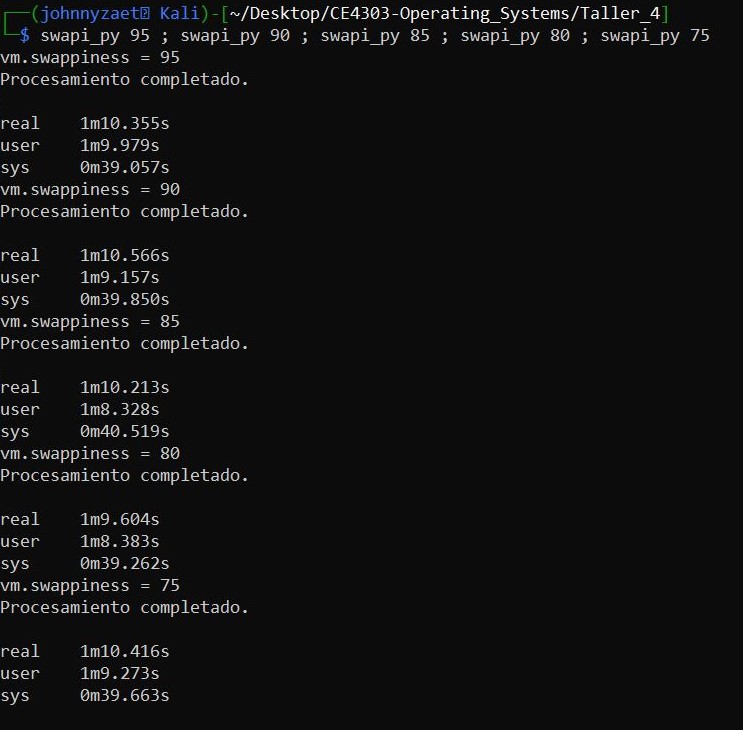 ┌──(johnnyzaet㉿ Kali)-[~/Desktop/CE4303-Operating_Systems/Taller_4]
└─$ swapi_py 95 ; swapi_py 90 ; swapi_py 85 ; swapi_py 80 ; swapi_py 75
vm.swappiness = 95
Procesamiento completado.
real 1m10.355s
user 1m9.979s
sys 0m39.057s
vm.swappiness = 90
Procesamiento completado.
real 1m10.566s
user 1m9.157s
sys 0m39.850s
vm.swappiness = 85
Procesamiento completado.
real 1m10.213s
user 1m8.328s
sys 0m40.519s
vm.swappiness = 80
Procesamiento completado.
real 1m9.604s
user 1m8.383s
sys 0m39.262s
vm.swappiness = 75
Procesamiento completado.
real 1m10.416s
user 1m9.273s
sys 0m39.663s